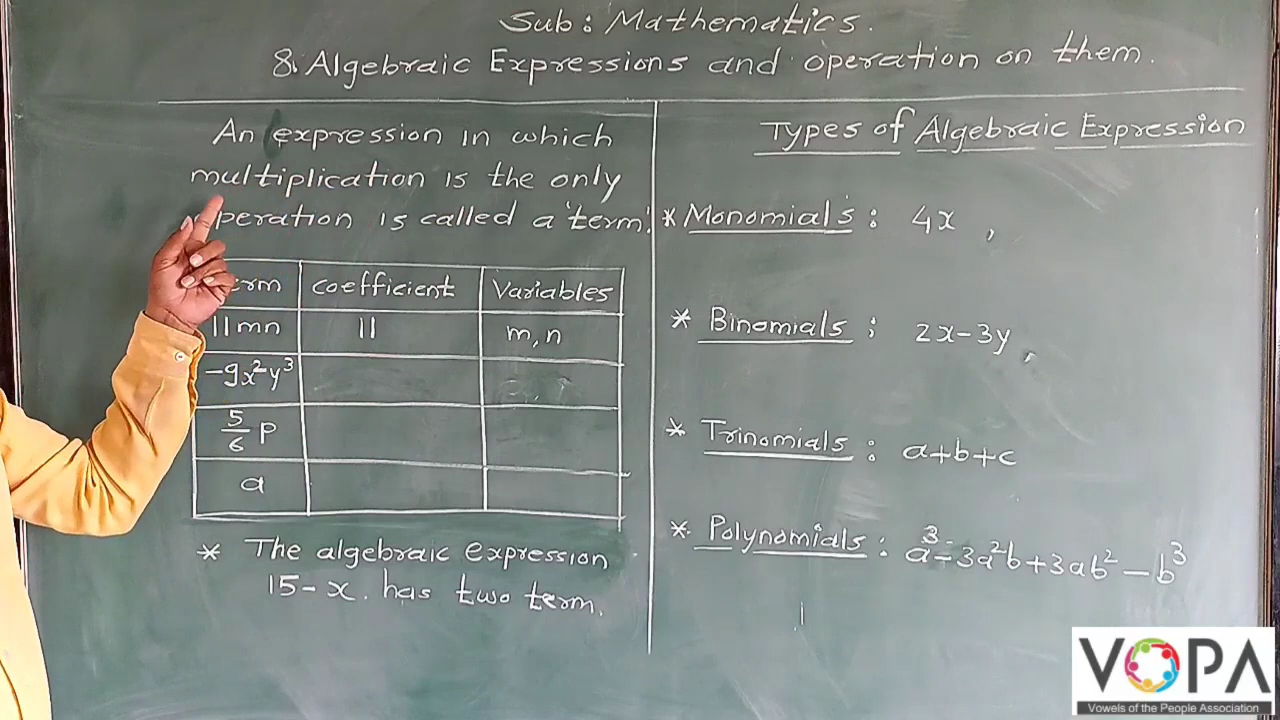 Sub : Mathematics.
8. Algebraic Expressions and operation on them.
An expression in which
multiplication is the only
operation is called a 'term'.
Term coefficient Variables
11mn 11 m, n
-9x²y³
5/6 p
a
* The algebraic expression
15 - x. has two term.
Types of Algebraic Expression
* Monomials : 4x ,
* Binomials : 2x - 3y ,
* Trinomials : a+b+c
* Polynomials : a³ - 3a²b + 3ab² - b³
VOPA
Vowels of the People Association